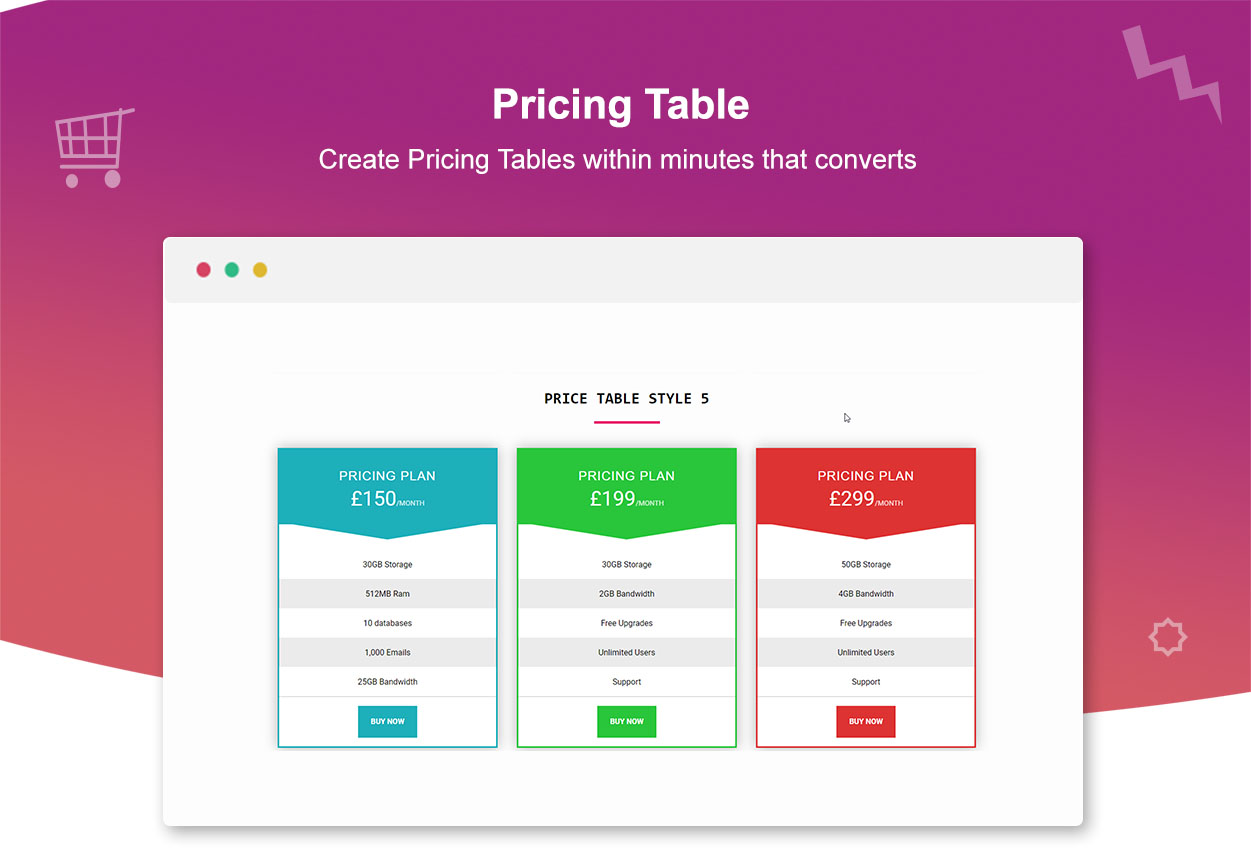 Pricing Table
Create Pricing Tables within minutes that converts
PRICE TABLE STYLE 5
PRICING PLAN
£150/MONTH
30GB Storage
512MB Ram
10 databases
1,000 Emails
25GB Bandwidth
BUY NOW
PRICING PLAN
£199/MONTH
30GB Storage
2GB Bandwidth
Free Upgrades
Unlimited Users
Support
BUY NOW
PRICING PLAN
£299/MONTH
50GB Storage
4GB Bandwidth
Free Upgrades
Unlimited Users
Support
BUY NOW